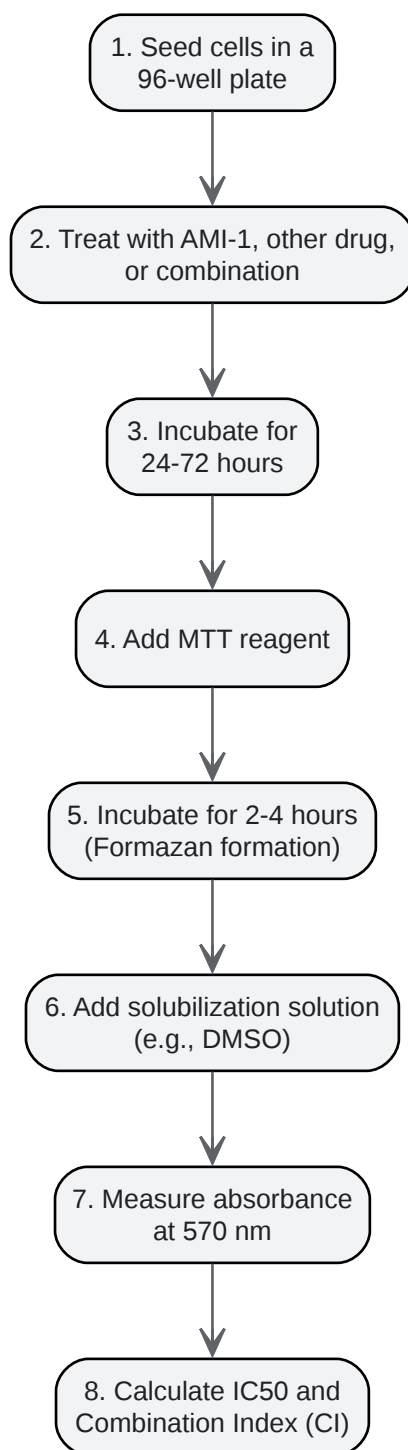 1. Seed cells in a
96-well plate
2. Treat with AMI-1, other drug,
or combination
3. Incubate for
24-72 hours
4. Add MTT reagent
5. Incubate for 2-4 hours
(Formazan formation)
6. Add solubilization solution
(e.g., DMSO)
7. Measure absorbance
at 570 nm
8. Calculate IC50 and
Combination Index (CI)